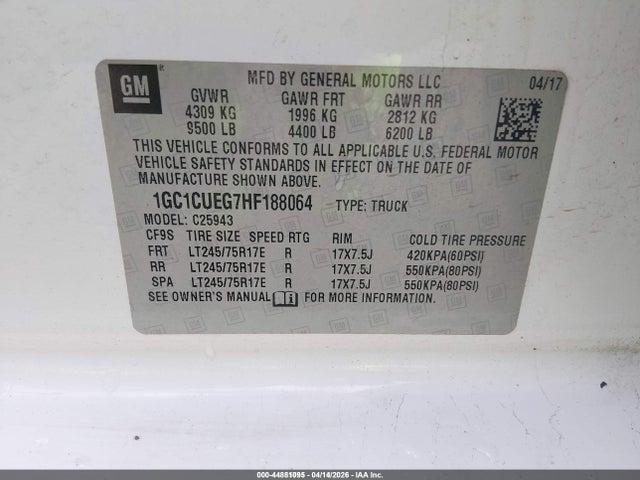 GM
MFD BY GENERAL MOTORS LLC 04/17
GVWR GAWR FRT GAWR RR
4309 KG 1996 KG 2812 KG
9500 LB 4400 LB 6200 LB
THIS VEHICLE CONFORMS TO ALL APPLICABLE U.S. FEDERAL MOTOR
VEHICLE SAFETY STANDARDS IN EFFECT ON THE DATE OF
MANUFACTURE SHOWN ABOVE.
1GC1CUEG7HF188064 TYPE: TRUCK
MODEL: C25943
CF9S TIRE SIZE SPEED RTG RIM COLD TIRE PRESSURE
FRT LT245/75R17E R 17X7.5J 420KPA(60PSI)
RR LT245/75R17E R 17X7.5J 550KPA(80PSI)
SPA LT245/75R17E R 17X7.5J 550KPA(80PSI)
SEE OWNER'S MANUAL FOR MORE INFORMATION.
000-44881095 - 04/14/2026 - IAA Inc.